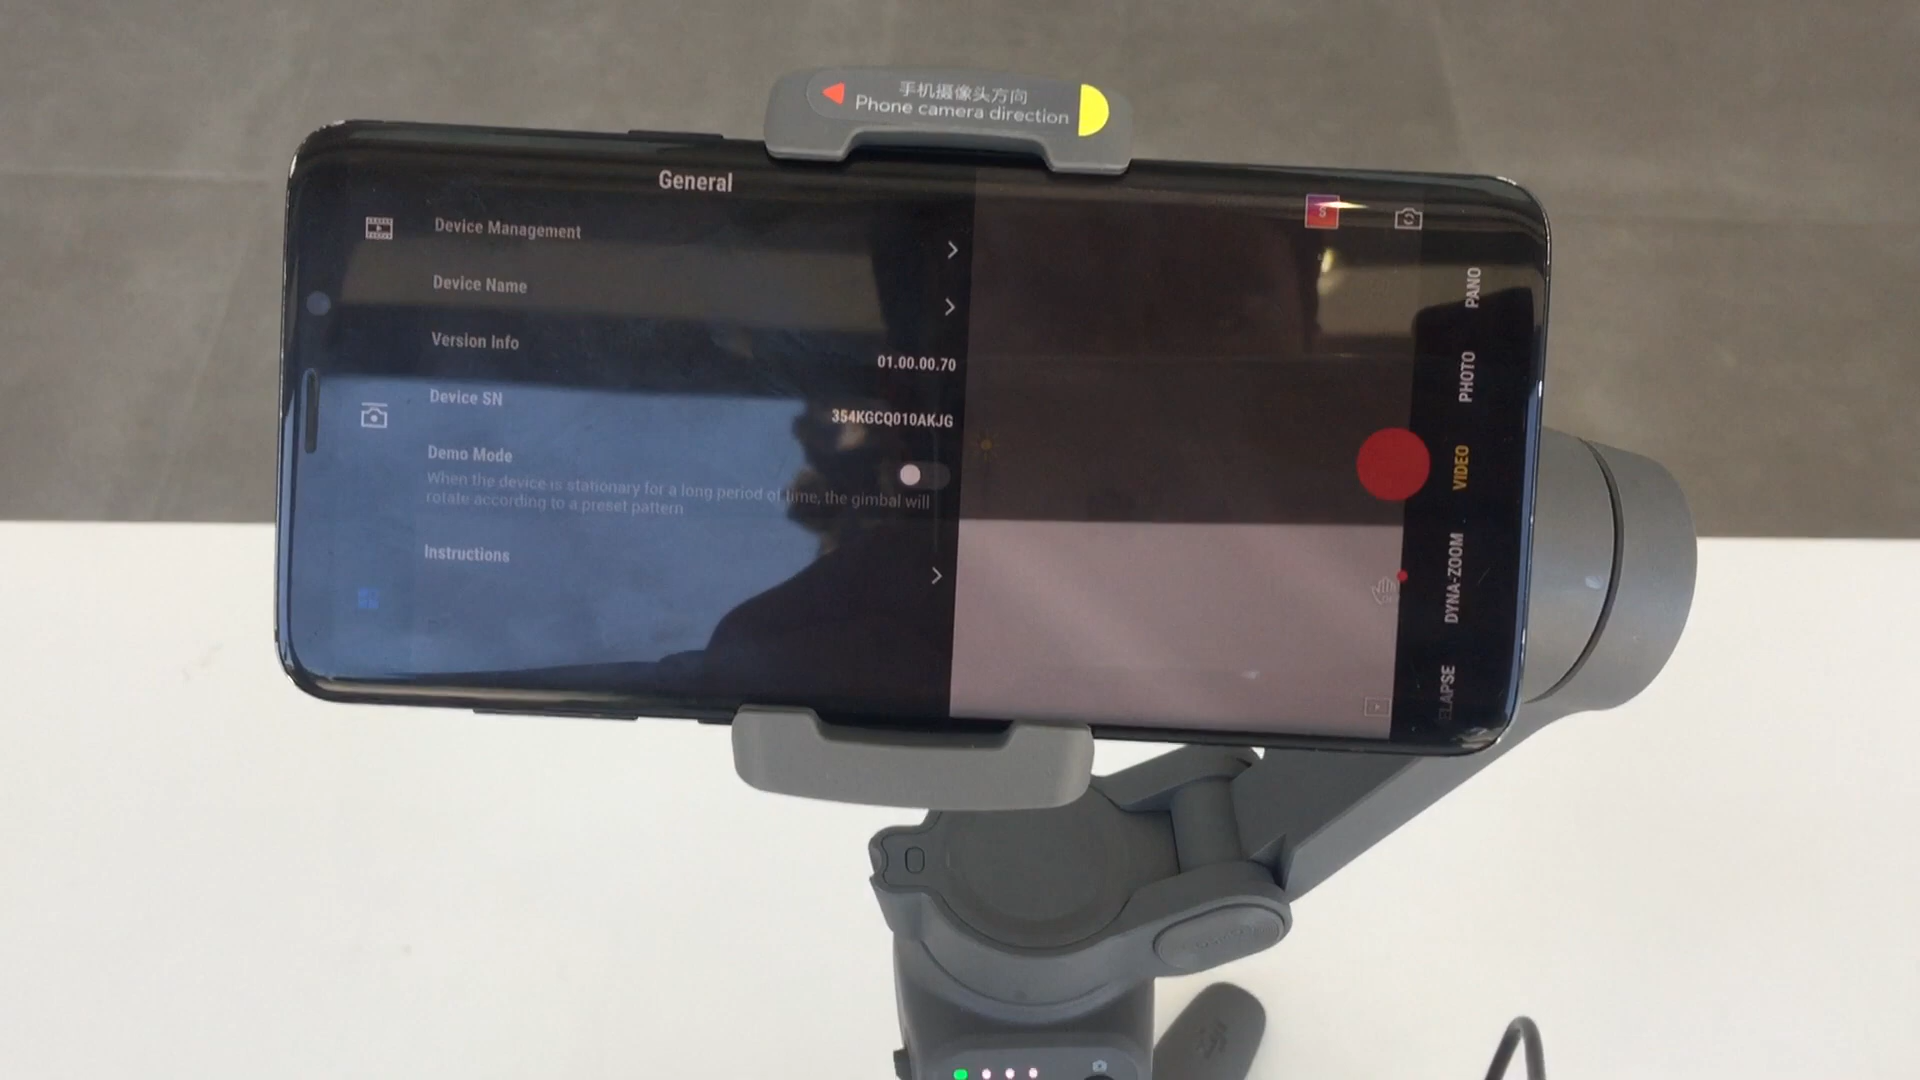 手机摄像头方向
Phone camera direction
General
Device Management
Device Name
Version Info
01.00.00.70
Device SN
354KGCQ010AKJG
Demo Mode
When the device is stationary for a long period of time, the gimbal will
rotate according to a preset pattern
Instructions
S
PANO
PHOTO
VIDEO
DYNA-ZOOM
ELAPSE